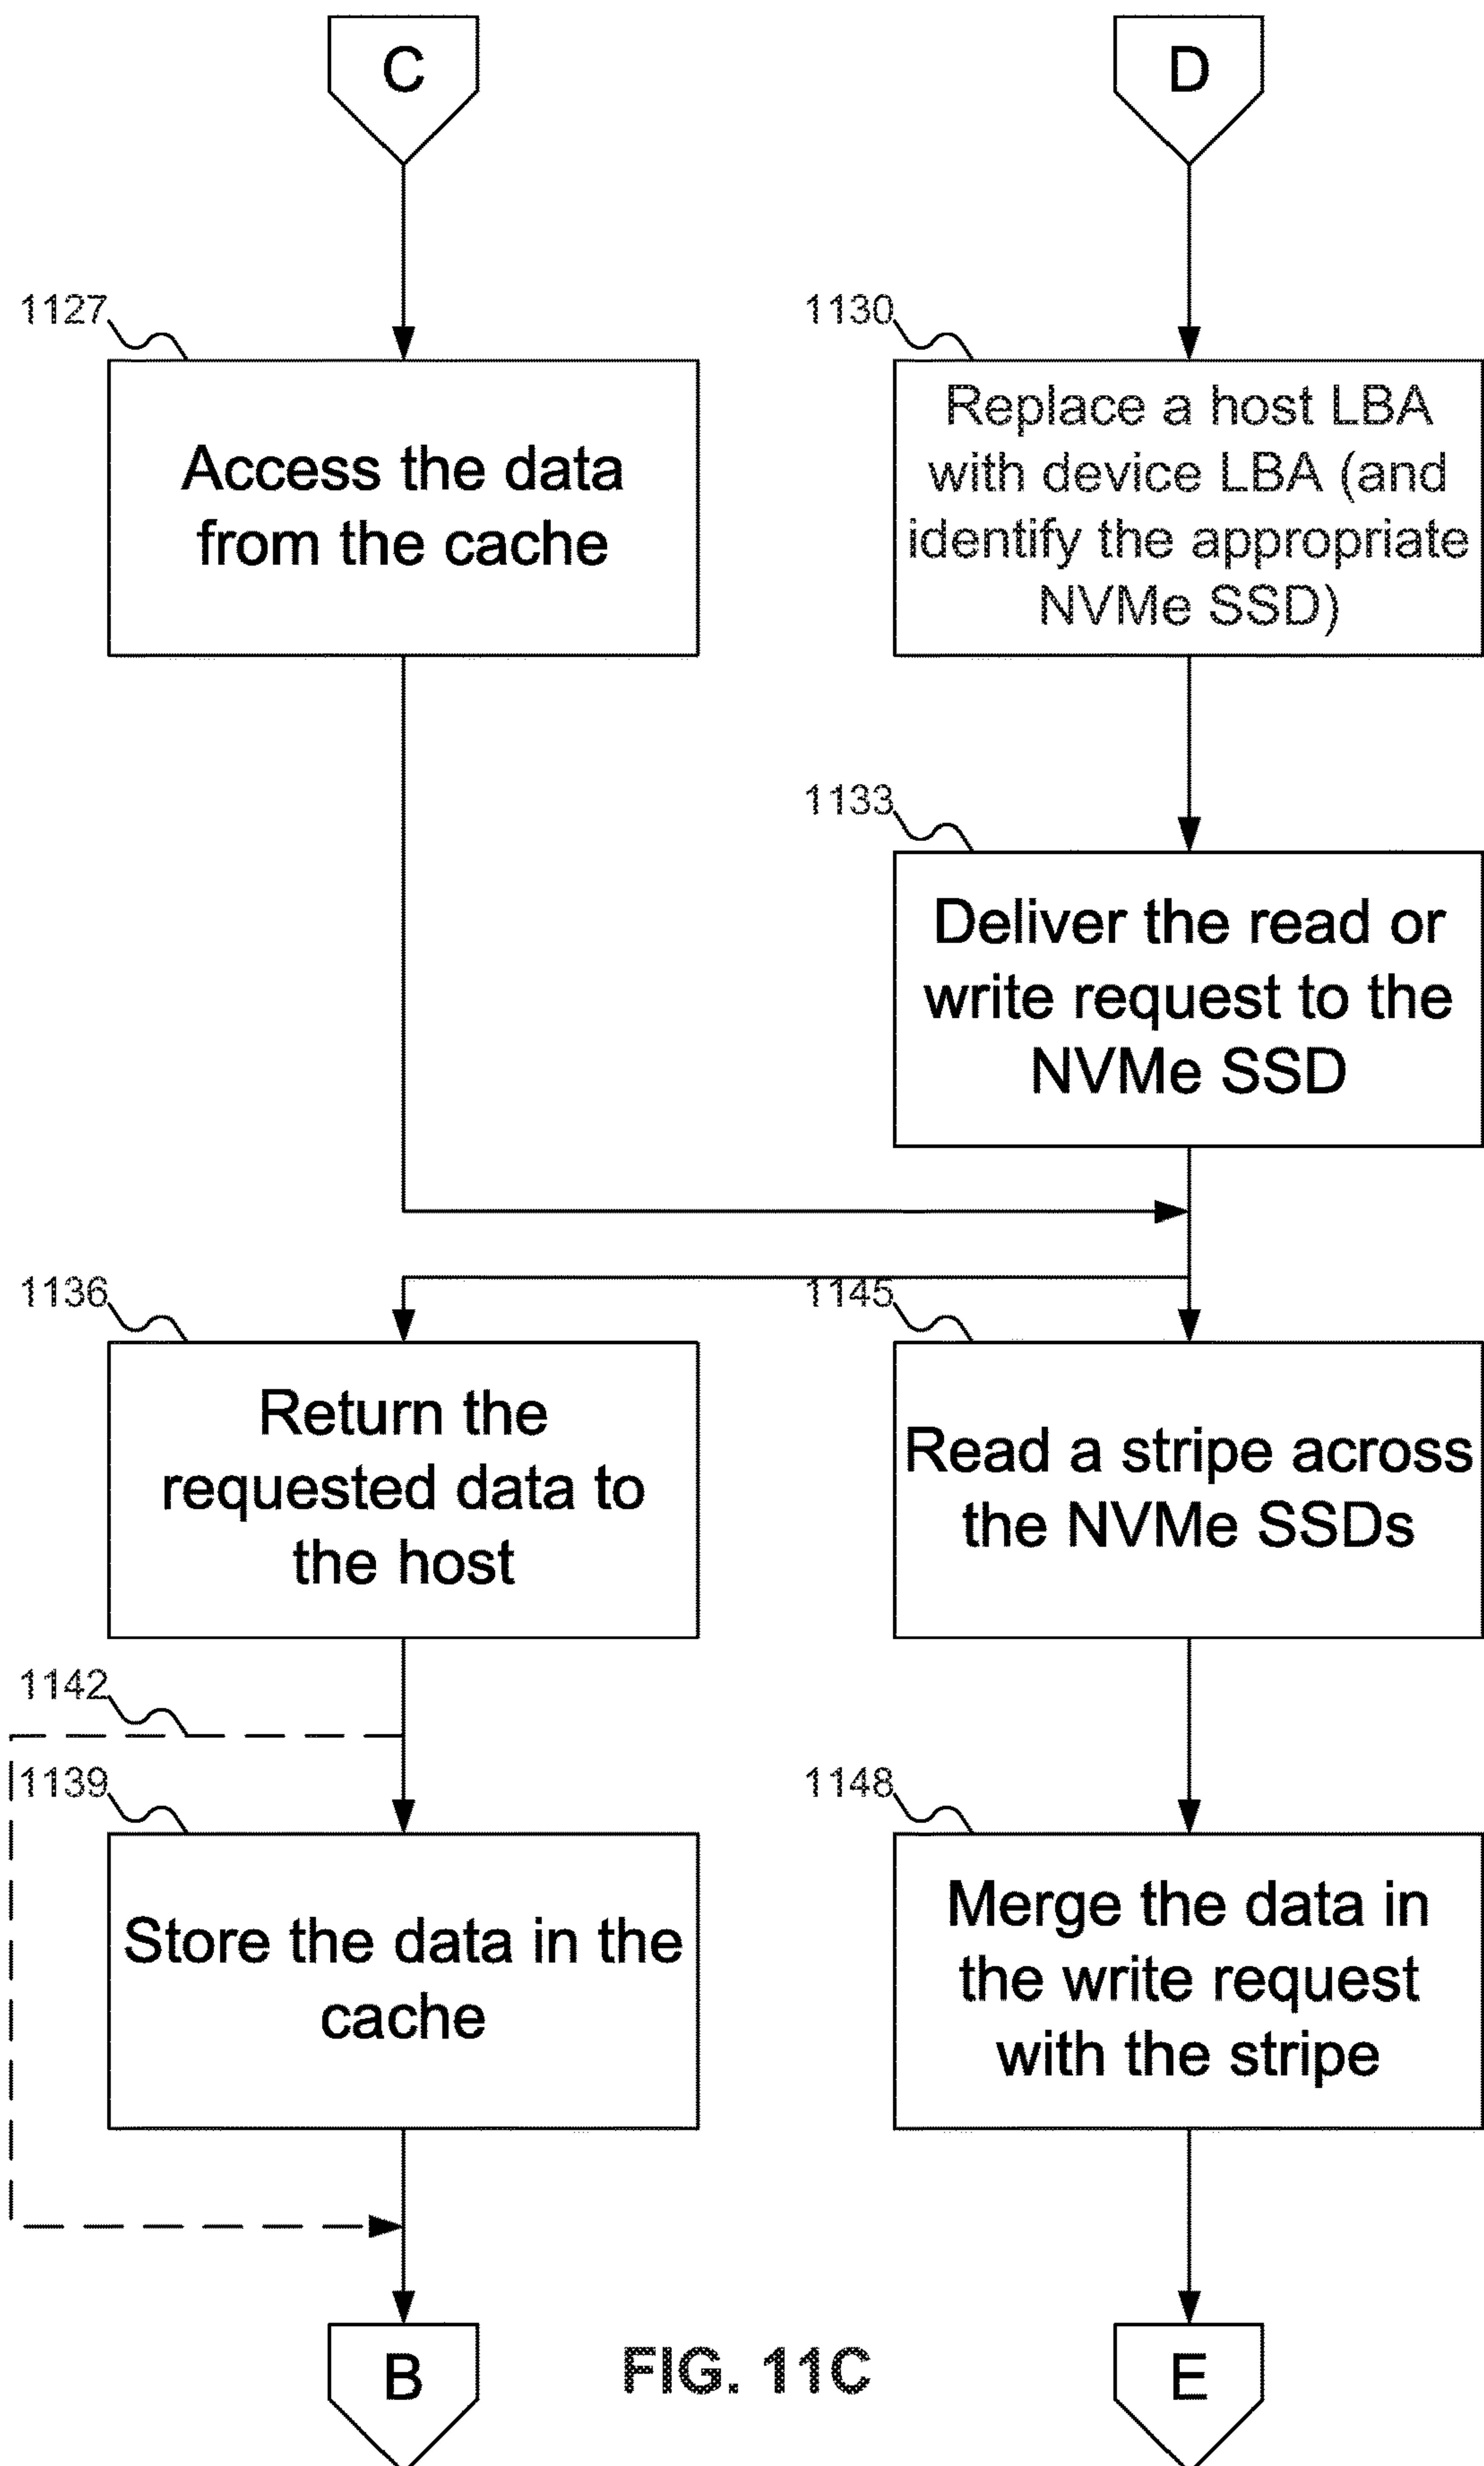 C
D
1127
1130
Access the data
from the cache
Replace a host LBA
with device LBA (and
identify the appropriate
NVMe SSD)
1133
Deliver the read or
write request to the
NVMe SSD
1136
1145
Return the
requested data to
the host
Read a stripe across
the NVMe SSDs
1142
1139
1148
Store the data in the
cache
Merge the data in
the write request
with the stripe
B
FIG. 11C
E